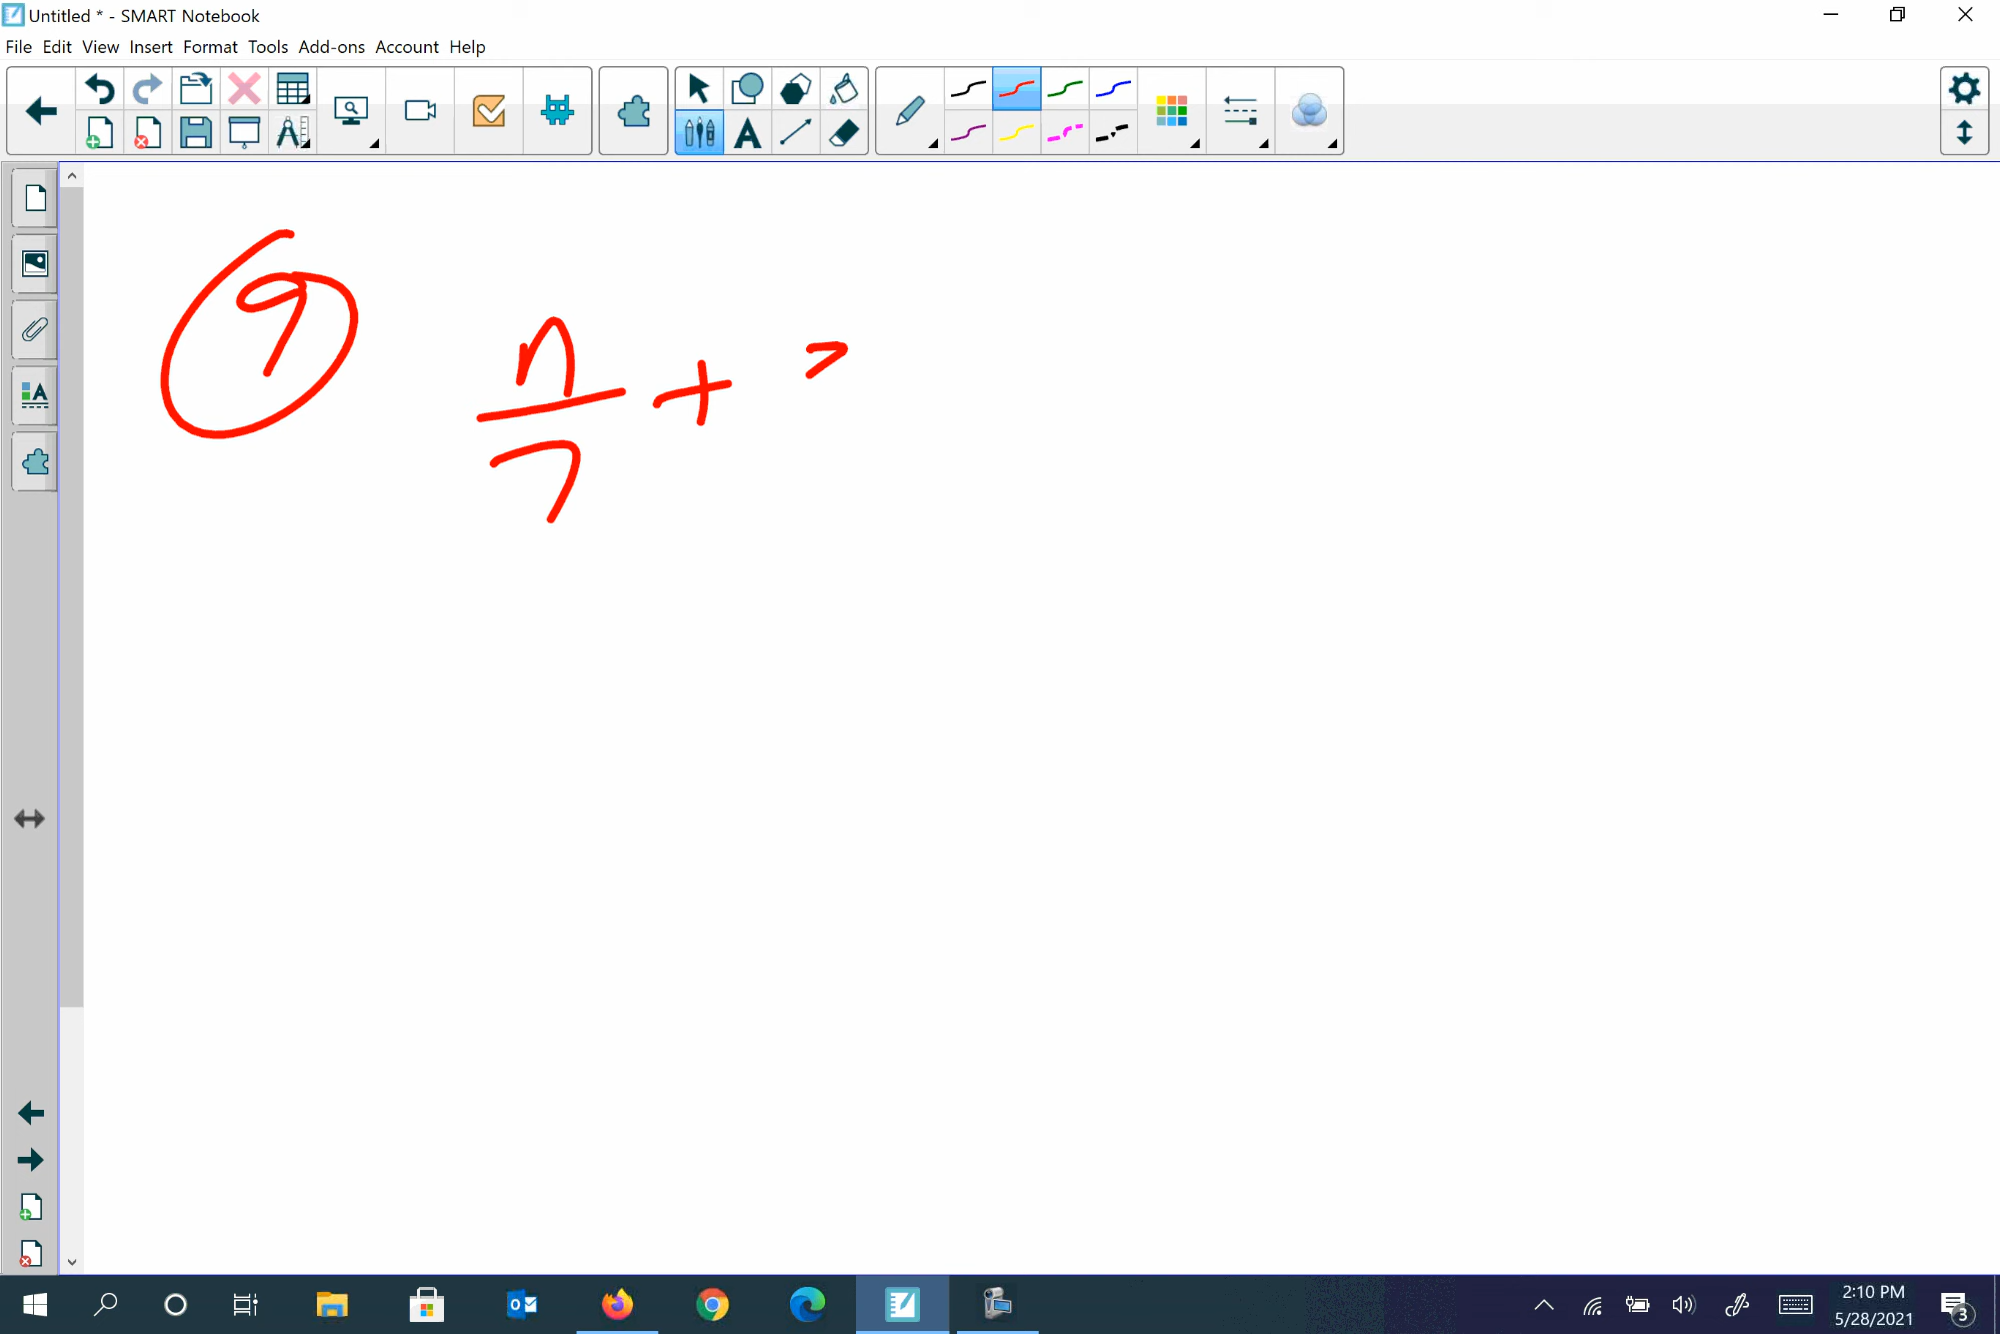 Untitled * - SMART Notebook
File Edit View Insert Format Tools Add-ons Account Help
9
n/7 +
2:10 PM
5/28/2021
3